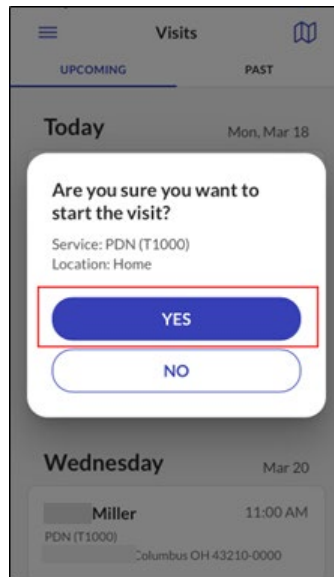 Visits
UPCOMING PAST
Today Mon, Mar 18
Are you sure you want to
start the visit?
Service: PDN (T1000)
Location: Home
YES
NO
Wednesday Mar 20
Miller 11:00 AM
PDN (T1000)
Columbus OH 43210-0000